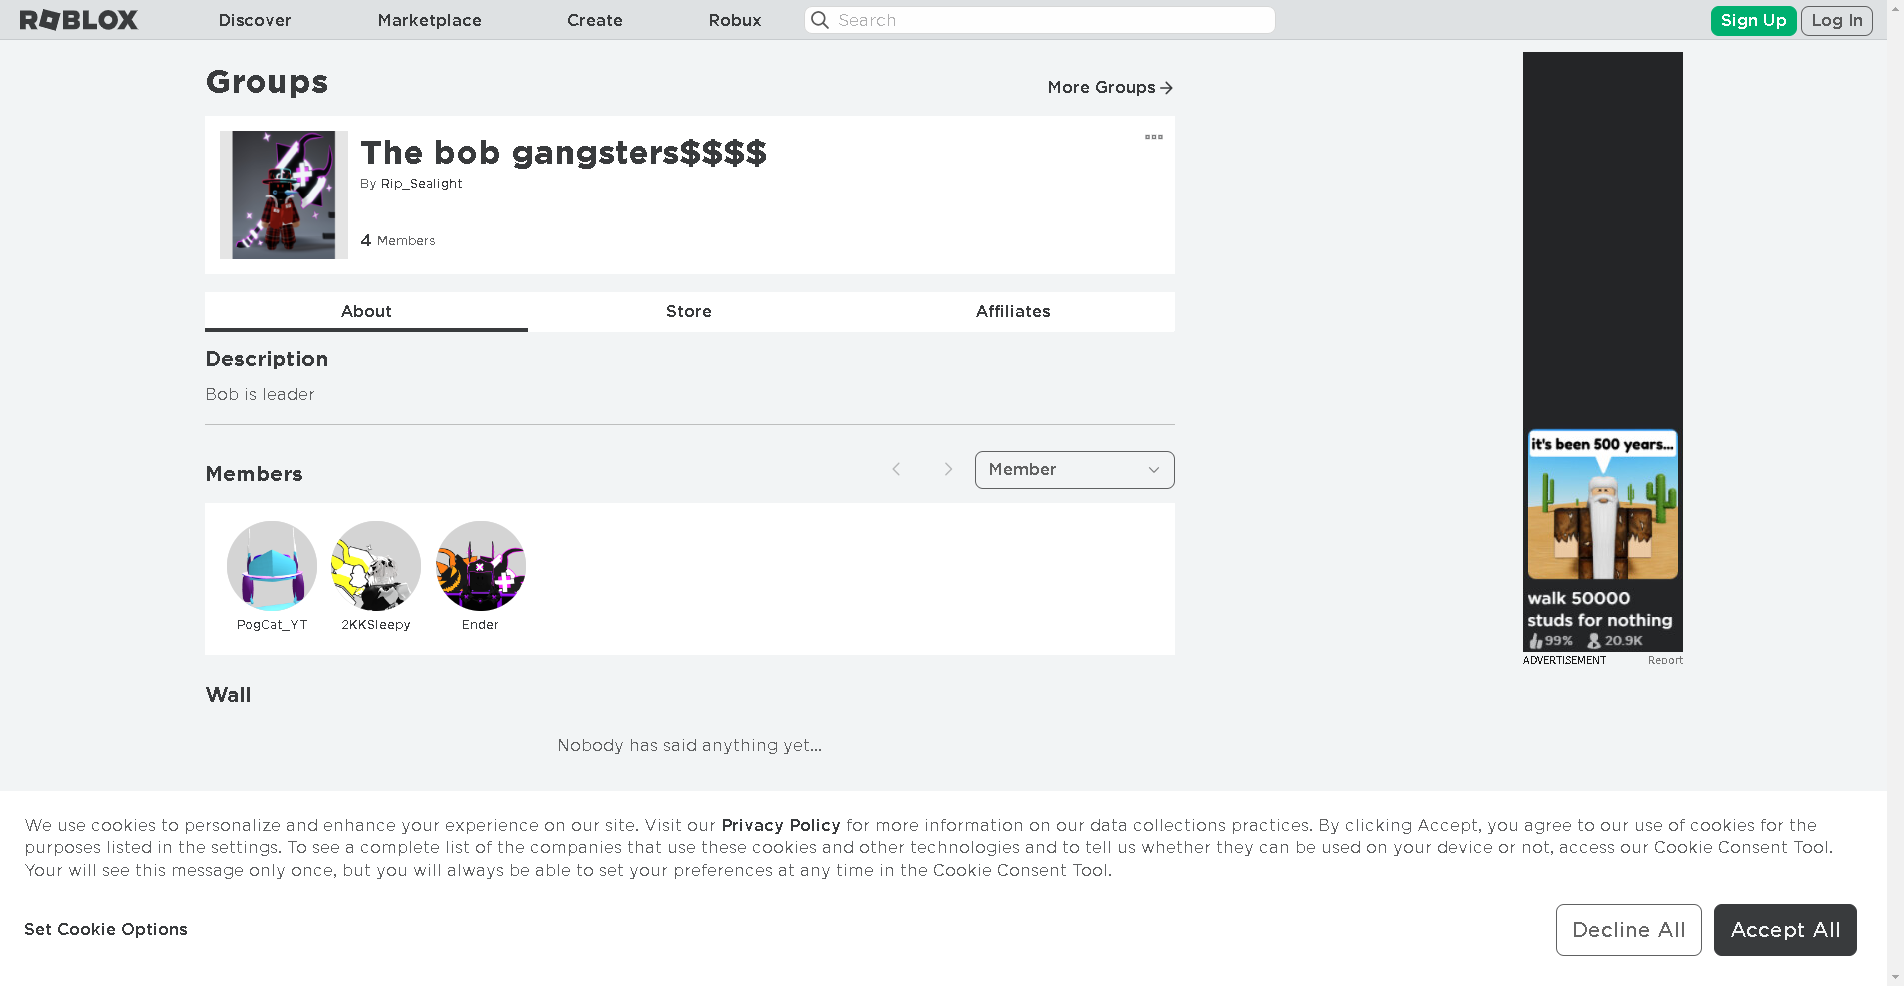 ROBLOX
Discover
Marketplace
Create
Robux
Search
Sign Up
Log In
Groups
More Groups
The bob gangsters$$$$
By Rip_Sealight
4 Members
About
Store
Affiliates
Description
Bob is leader
Members
Member
PogCat_YT
2KKSleepy
Ender
Wall
Nobody has said anything yet...
it's been 500 years...
walk 50000
studs for nothing
99% 20.9K
ADVERTISEMENT
Report
We use cookies to personalize and enhance your experience on our site. Visit our Privacy Policy for more information on our data collections practices. By clicking Accept, you agree to our use of cookies for the
purposes listed in the settings. To see a complete list of the companies that use these cookies and other technologies and to tell us whether they can be used on your device or not, access our Cookie Consent Tool.
Your will see this message only once, but you will always be able to set your preferences at any time in the Cookie Consent Tool.
Set Cookie Options
Decline All
Accept All